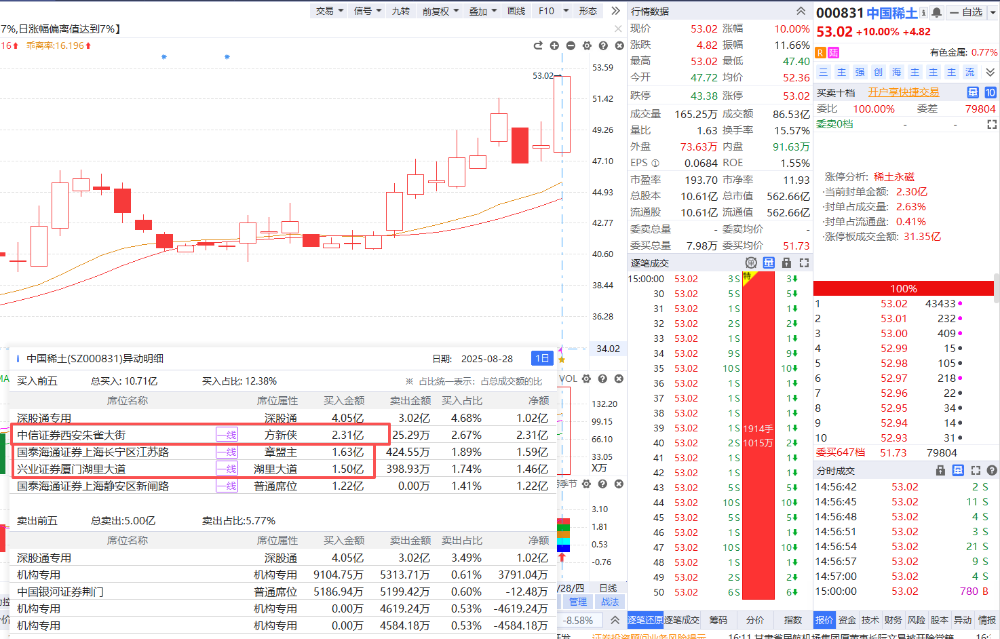 交易 信号 九转 前复权 叠加 画线 F10 形态
7%,日涨幅偏离值达到7%】
16 乖离率:16.196
53.02
53.59
51.42
49.26
47.10
44.93
42.77
40.60
38.44
36.28
34.02
中国稀土(SZ000831)异动明细 日期: 2025-08-28 1日
买入前五 总买入: 10.71亿 买入占比: 12.38% ※ 占比统一表示: 占总成交额的比
席位名称 席位属性 买入金额 卖出金额 买入占比 净额
深股通专用 深股通 4.05亿 3.02亿 4.68% 1.02亿
中信证券西安朱雀大街 一线 方新侠 2.31亿 25.29万 2.67% 2.31亿
国泰海通证券上海长宁区江苏路 一线 章盟主 1.63亿 424.55万 1.89% 1.59亿
兴业证券厦门湖里大道 一线 湖里大道 1.50亿 398.93万 1.74% 1.46亿
国泰海通证券上海静安区新闸路 一线 普通席位 1.22亿 0.00万 1.41% 1.22亿
卖出前五 总卖出:5.00亿 卖出占比:5.77%
席位名称 席位属性 买入金额 卖出金额 卖出占比 净额
深股通专用 深股通 4.05亿 3.02亿 3.49% 1.02亿
机构专用 机构专用 9104.75万 5313.71万 0.61% 3791.04万
中国银河证券荆门 普通席位 5186.94万 5199.42万 0.60% -12.48万
机构专用 机构专用 0.00万 4619.24万 0.53% -4619.24万
机构专用 机构专用 0.00万 4584.18万 0.53% -4584.18万
MA
VOL
132.20
99.15
66.10
33.05
X万
季节
3.10
1.81
0.53
-0.76
/28/四 日线
管理 战法
-8.58%
行情数据
现价 53.02 涨幅 10.00%
涨跌 4.82 振幅 11.66%
最高 53.02 最低 47.40
今开 47.72 均价 52.36
跌停 43.38 涨停 53.02
成交量 165.25万 成交额 86.53亿
量比 1.63 换手率 15.57%
外盘 73.63万 内盘 91.63万
EPS ① 0.0684 ROE 1.55%
市盈率 193.70 市净率 11.93
总股本 10.61亿 总市值 562.66亿
流通股 10.61亿 流通值 562.66亿
委卖总量 - 委卖均价 -
委买总量 7.98万 委买均价 51.73
逐笔成交 单 量
15:00:00 53.02 3 S 特 3
30 53.02 5 S 5
31 53.02 1 S 1
32 53.02 2 S 2
33 53.02 1 S 1
34 53.02 9 S 9
35 53.02 10 S 10
36 53.02 1 S 1
37 53.02 1 S 1
38 53.02 1 S 1
39 53.02 1 S 1914手 1
40 53.02 2 S 1015万 2
41 53.02 1 S 1
42 53.02 1 S 1
43 53.02 5 S 5
44 53.02 10 S 10
45 53.02 5 S 5
46 53.02 1 S 1
47 53.02 10 S 10
48 53.02 1 S 1
49 53.02 2 S 2
50 53.02 6 S 6
逐笔还原 逐笔成交 筹码 分价 指数
000831 中国稀土 自选
53.02 +10.00% +4.82
R 陆 有色金属: 0.77%
三 主 强 创 海 主 主 主 流
买卖十档 开户享快捷交易 量 10
委比 100.00% 委差 79804
委卖0档 - -
涨停分析: 稀土永磁
·当前封单金额: 2.30亿
·封单占成交量: 2.63%
·封单占流通盘: 0.41%
·涨停板成交金额: 31.35亿
100%
1 53.02 43433
2 53.01 232
3 53.00 409
4 52.99 15
5 52.98 105
6 52.97 218
7 52.96 22
8 52.95 34
9 52.94 14
10 52.93 31
委买647档 51.73 79804
分时成交 量
14:56:42 53.02 2 S
14:56:45 53.02 11 S
14:56:48 53.02 4 S
14:56:51 53.02 3 S
14:56:54 53.02 21 S
14:56:57 53.02 9 S
14:57:00 53.02 4 S
15:00:00 53.02 780 B
报价 资金 技术 财务 风险 股本 异动 情报
证券投资顾问业务风险提示 16:11 甘肃省民航机场集团原董事长阮文易被开除党籍 16: